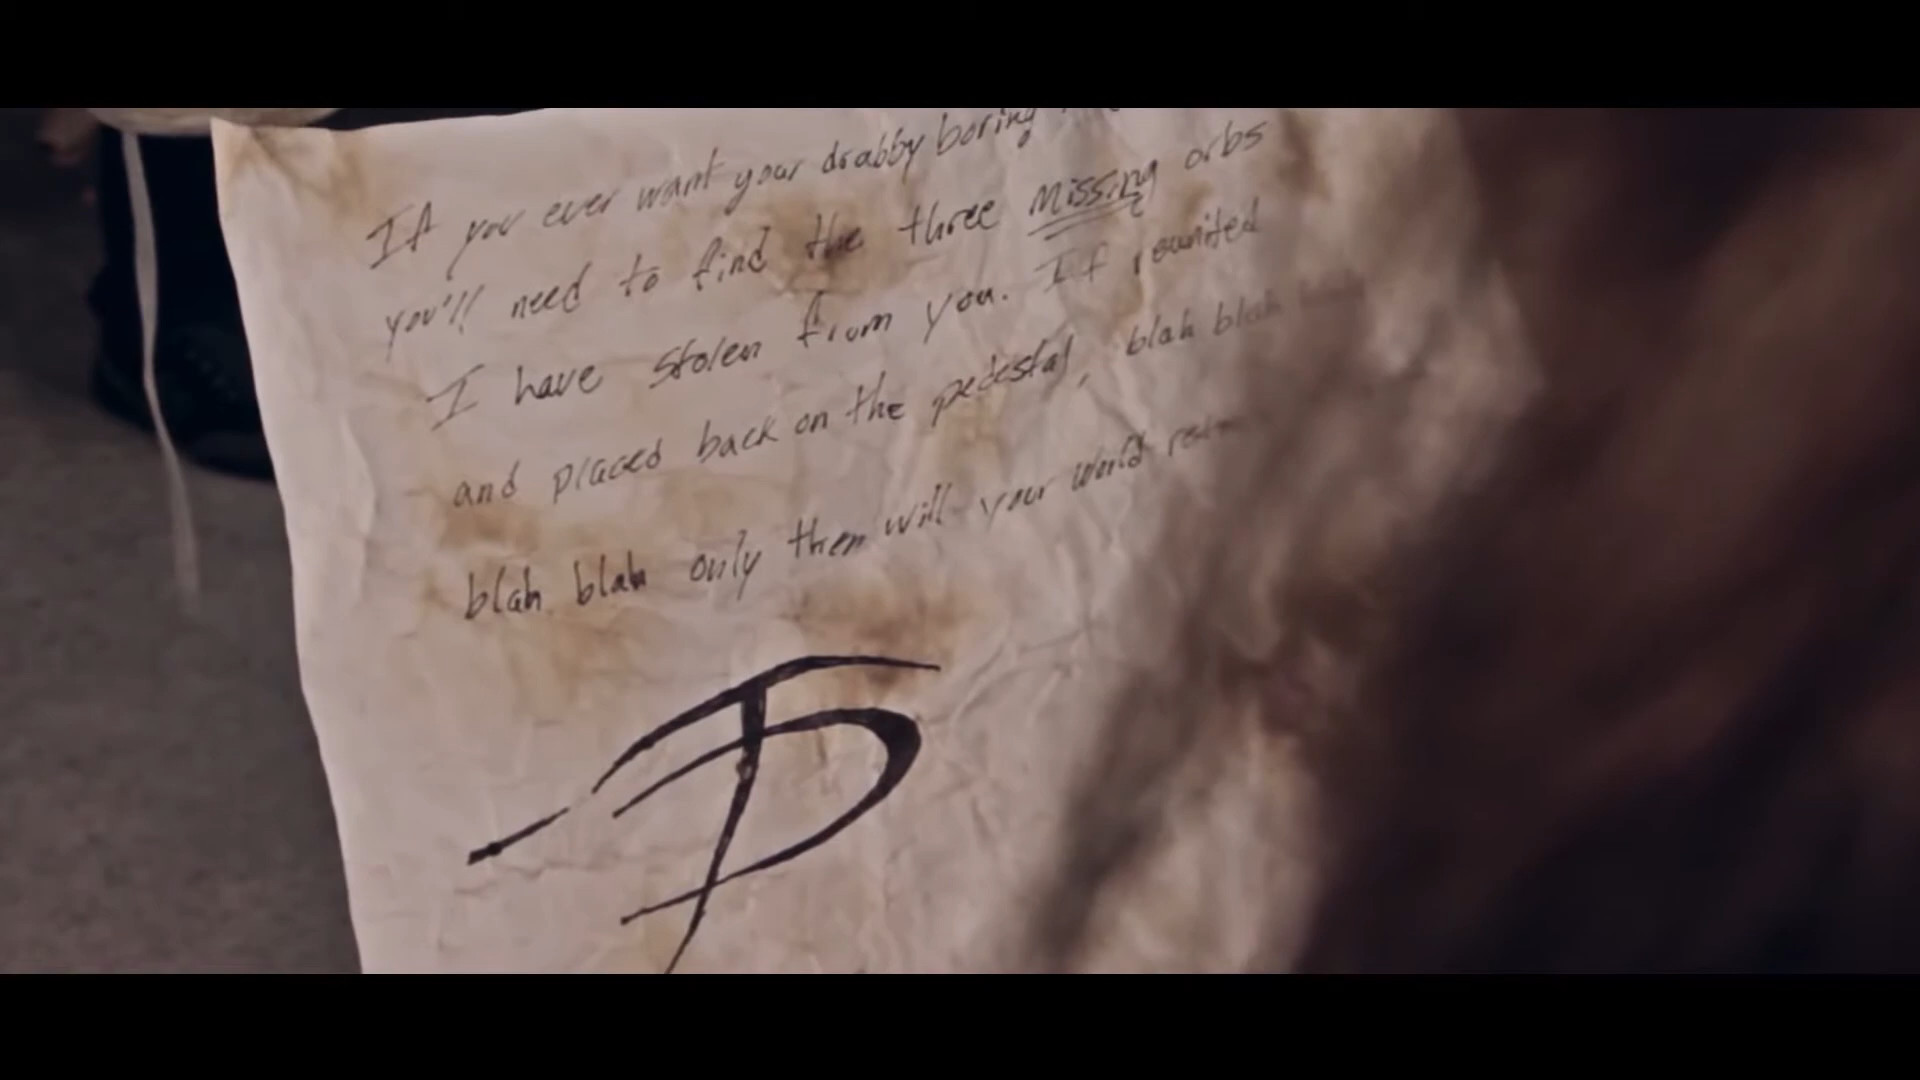 If you ever want your drabby boring
you'll need to find the three missing orbs
I have stolen from you. If reunited
and placed back on the pedestal, blah blah
blah blah only then will your world